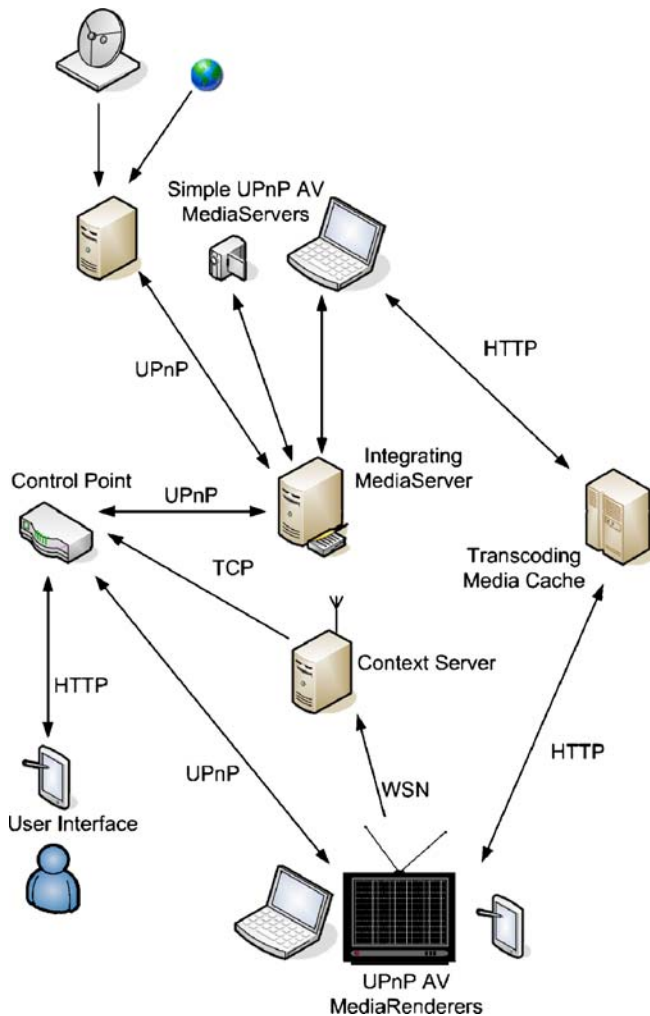 Simple UPnP AV
MediaServers
HTTP
UPnP
Integrating
MediaServer
Control Point
UPnP
Transcoding
Media Cache
TCP
Context Server
HTTP
HTTP
UPnP
WSN
User Interface
UPnP AV
MediaRenderers